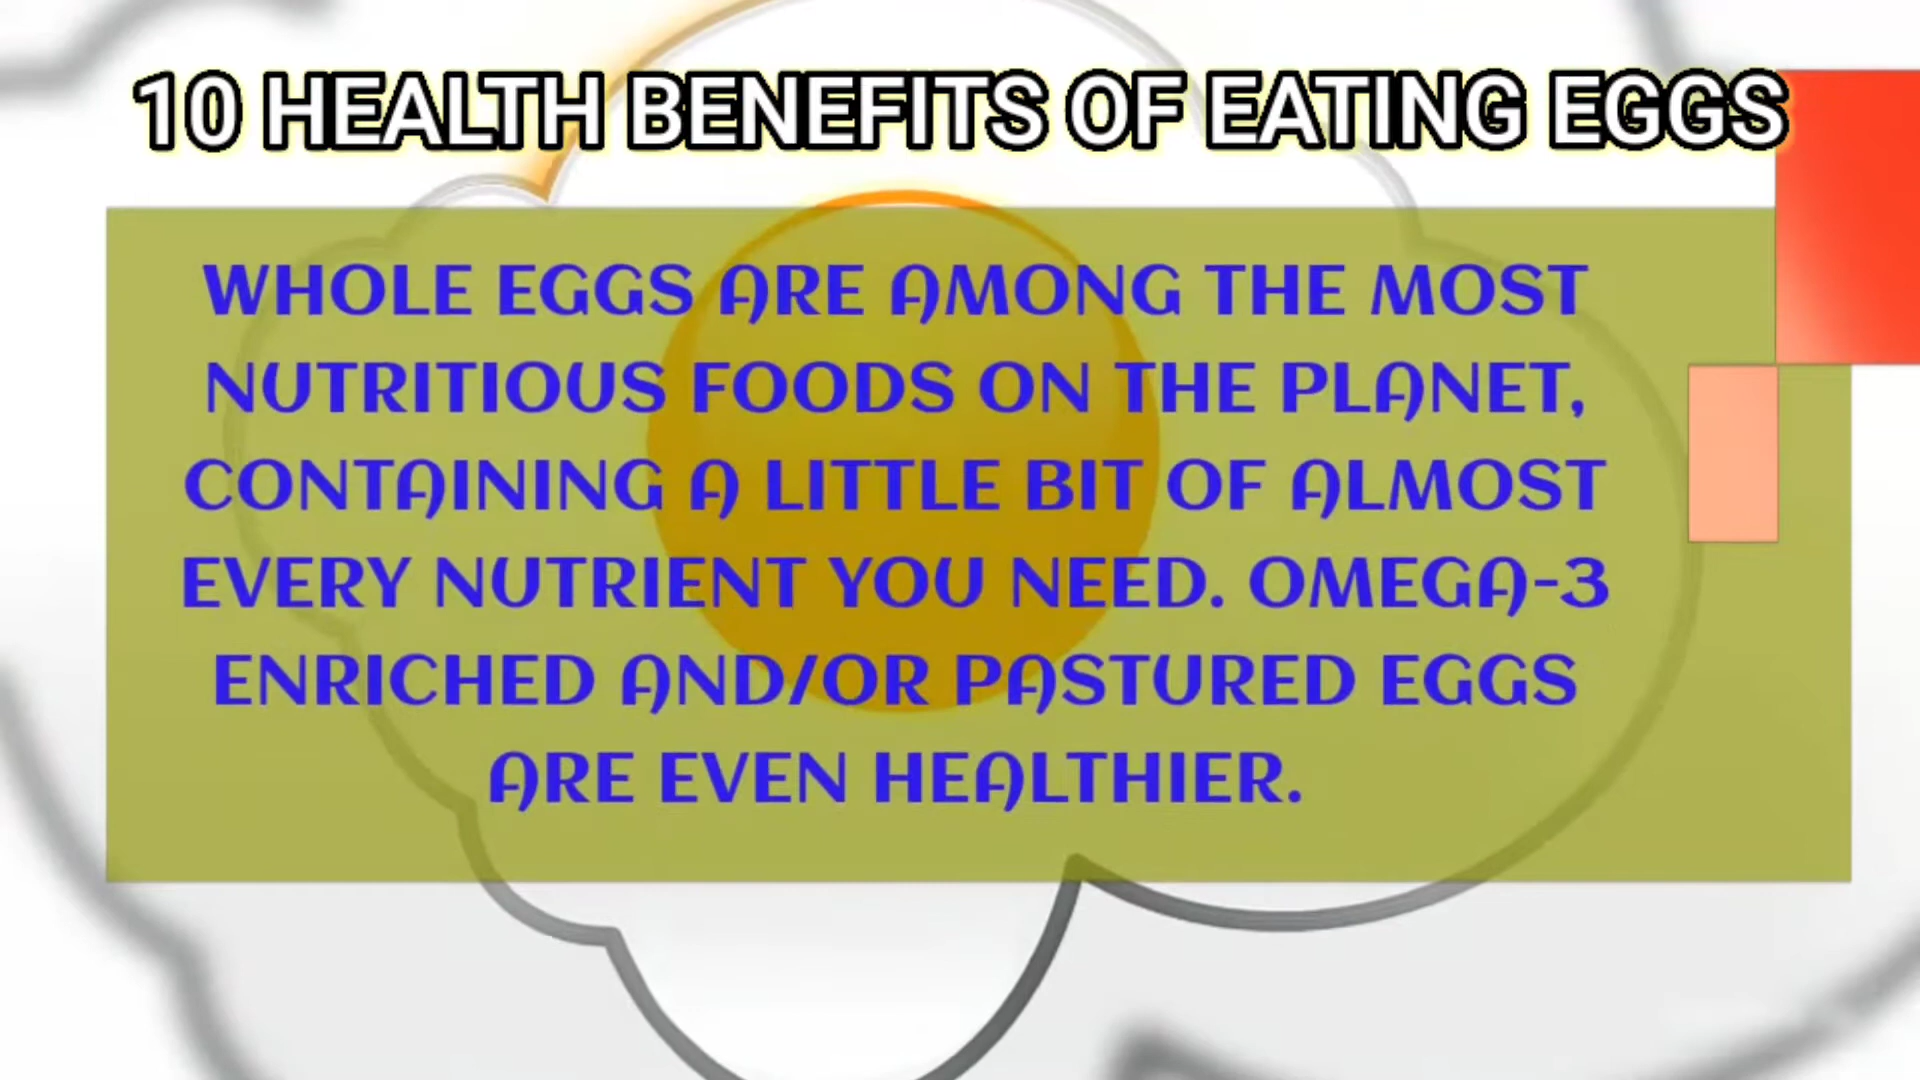 10 HEALTH BENEFITS OF EATING EGGS
WHOLE EGGS ARE AMONG THE MOST
NUTRITIOUS FOODS ON THE PLANET,
CONTAINING A LITTLE BIT OF ALMOST
EVERY NUTRIENT YOU NEED. OMEGA-3
ENRICHED AND/OR PASTURED EGGS
ARE EVEN HEALTHIER.